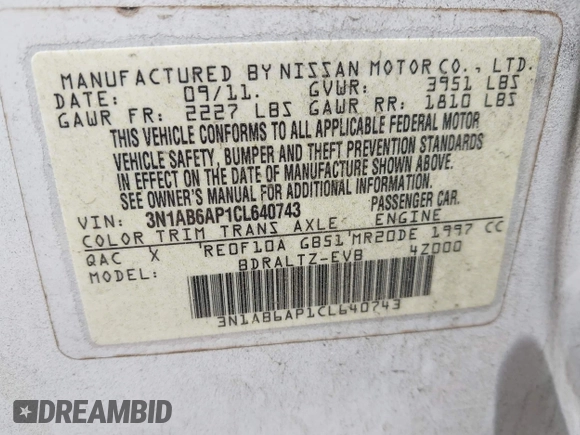 MANUFACTURED BY NISSAN MOTOR CO., LTD.
DATE: 09/11. GVWR: 3951 LBS
GAWR FR: 2227 LBS GAWR RR: 1810 LBS
THIS VEHICLE CONFORMS TO ALL APPLICABLE FEDERAL MOTOR
VEHICLE SAFETY, BUMPER AND THEFT PREVENTION STANDARDS
IN EFFECT ON THE DATE OF MANUFACTURE SHOWN ABOVE.
SEE OWNER'S MANUAL FOR ADDITIONAL INFORMATION.
VIN: 3N1AB6AP1CL640743 PASSENGER CAR.
COLOR TRIM TRANS AXLE ENGINE
QAC X 'RE0F10A GB51'MR20DE 1997 CC
MODEL: BDRALTZ-EVB 4Z000
3N1AB6AP1CL640743
DREAMBID